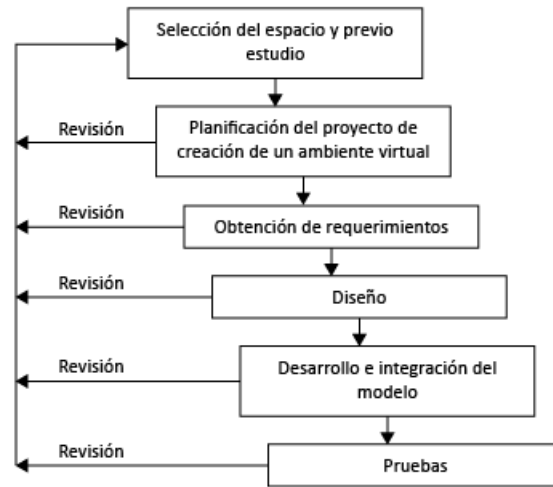 Selección del espacio y previo
estudio
Revisión
Planificación del proyecto de
creación de un ambiente virtual
Revisión
Obtención de requerimientos
Revisión
Diseño
Revisión
Desarrollo e integración del
modelo
Revisión
Pruebas